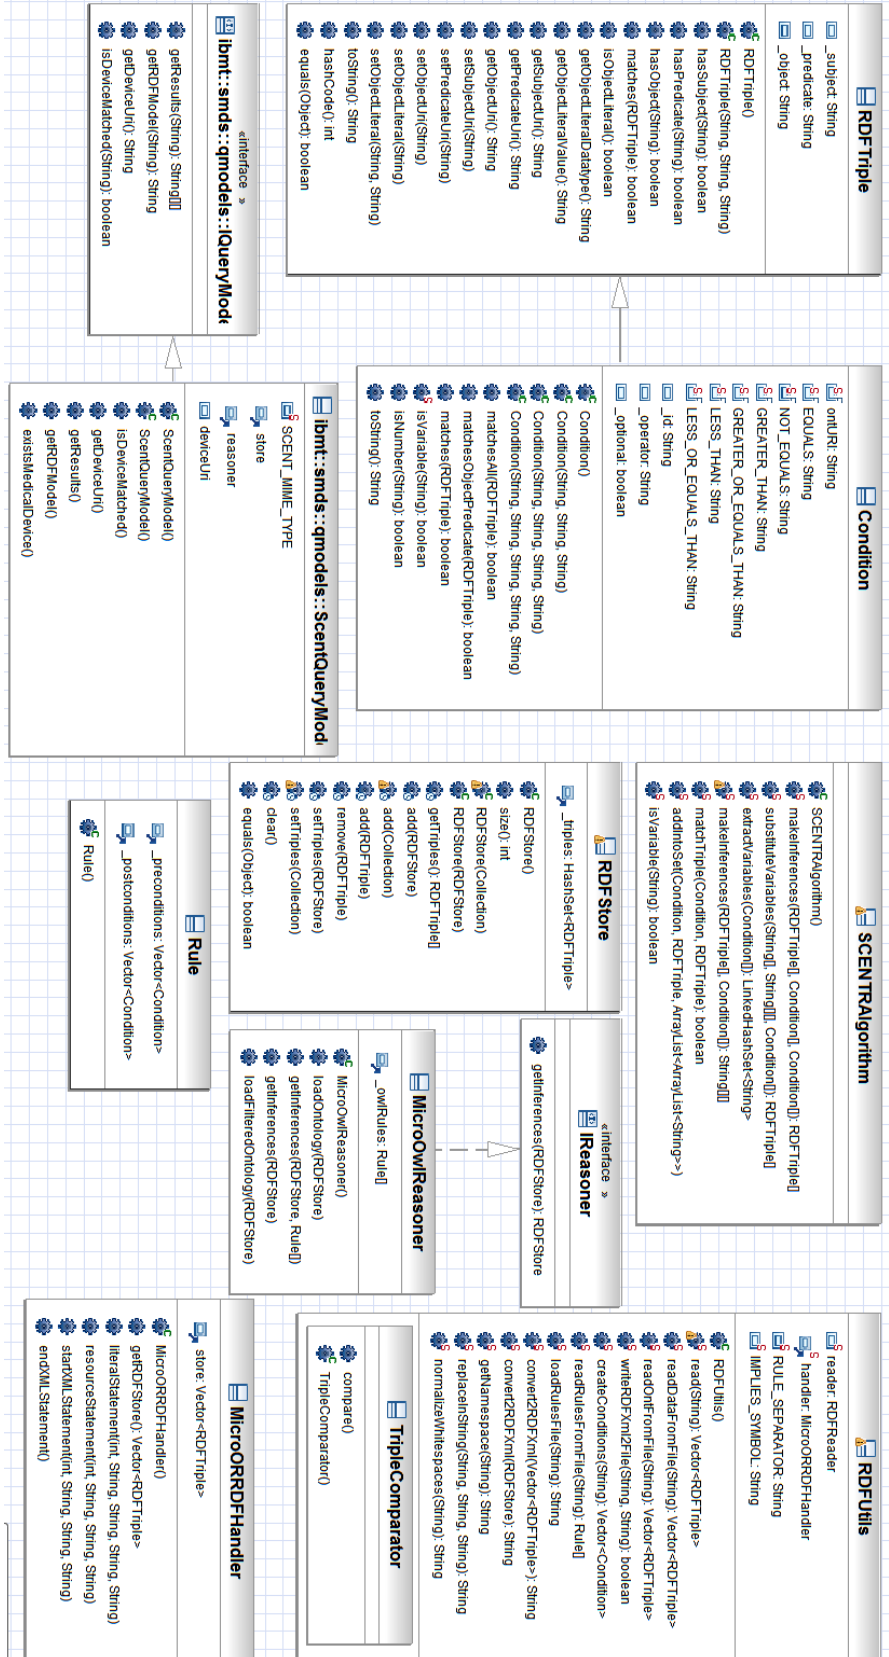 RDFTriple
_subject: String
_predicate: String
_object: String
RDFTriple()
RDFTriple(String, String, String)
hasSubject(String): boolean
hasPredicate(String): boolean
hasObject(String): boolean
matches(RDFTriple): boolean
isObjectLiteral(): boolean
getObjectLiteralDatatype(): String
getObjectLiteralValue(): String
getSubjectUri(): String
getPredicateUri(): String
getObjectUri(): String
setSubjectUri(String)
setPredicateUri(String)
setObjectUri(String)
setObjectLiteral(String)
setObjectLiteral(String, String)
toString(): String
hashCode(): int
equals(Object): boolean
«interface »
ibmt::smds::qmodels::IQueryMode
getResults(String): String[][]
getRDFModel(String): String
getDeviceUri(): String
isDeviceMatched(String): boolean
Condition
ontURI: String
EQUALS: String
NOT_EQUALS: String
GREATER_THAN: String
GREATER_OR_EQUALS_THAN: String
LESS_THAN: String
LESS_OR_EQUALS_THAN: String
_id: String
_operator: String
_optional: boolean
Condition()
Condition(String, String, String)
Condition(String, String, String, String)
Condition(String, String, String, String, String)
matchesAll(RDFTriple): boolean
matchesObjectPredicate(RDFTriple): boolean
matches(RDFTriple): boolean
isVariable(String): boolean
isNumber(String): boolean
toString(): String
ibmt::smds::qmodels::ScentQueryMod
SCENT_MIME_TYPE
store
reasoner
deviceUri
ScentQueryModel()
ScentQueryModel()
isDeviceMatched()
getDeviceUri()
getResults()
getRDFModel()
existsMedicalDevice()
SCENTRAlgorithm
SCENTRAlgorithm()
makeInferences(RDFTriple[], Condition[], Condition[]): RDFTriple[]
substituteVariables(String[], String[][], Condition[]): RDFTriple[]
extractVariables(Condition[]): LinkedHashSet<String>
makeInferences(RDFTriple[], Condition[]): String[][]
matchTriple(Condition, RDFTriple): boolean
addIntoSet(Condition, RDFTriple, ArrayList<ArrayList<String>>)
isVariable(String): boolean
RDFStore
_triples: HashSet<RDFTriple>
RDFStore()
size(): int
RDFStore(Collection)
RDFStore(RDFStore)
getTriples(): RDFTriple[]
add(RDFStore)
add(Collection)
add(RDFTriple)
remove(RDFTriple)
setTriples(RDFStore)
setTriples(Collection)
clear()
equals(Object): boolean
Rule
_preconditions: Vector<Condition>
_postconditions: Vector<Condition>
Rule()
«interface »
IReasoner
getInferences(RDFStore): RDFStore
MicroOwlReasoner
_owlRules: Rule[]
MicroOwlReasoner()
loadOntology(RDFStore)
getInferences(RDFStore, Rule[])
getInferences(RDFStore)
loadFilteredOntology(RDFStore)
RDFUtils
reader: RDFReader
handler: MicroORRDFHandler
RULE_SEPARATOR: String
IMPLIES_SYMBOL: String
RDFUtils()
read(String): Vector<RDFTriple>
readDataFromFile(String): Vector<RDFTriple>
readOntFromFile(String): Vector<RDFTriple>
writeRDFXml2File(String, String): boolean
createConditions(String): Vector<Condition>
readRulesFromFile(String): Rule[]
loadRulesFile(String): String
convert2RDFXml(Vector<RDFTriple>): String
convert2RDFXml(RDFStore): String
getNamespace(String): String
replaceInString(String, String, String): String
normalizeWhitespaces(String): String
TripleComparator
compare()
TripleComparator()
MicroORRDFHandler
store: Vector<RDFTriple>
MicroORRDFHandler()
getRDFStore(): Vector<RDFTriple>
literalStatement(int, String, String, String, String)
resourceStatement(int, String, String, String)
startXMLStatement(int, String, String, String)
endXMLStatement()